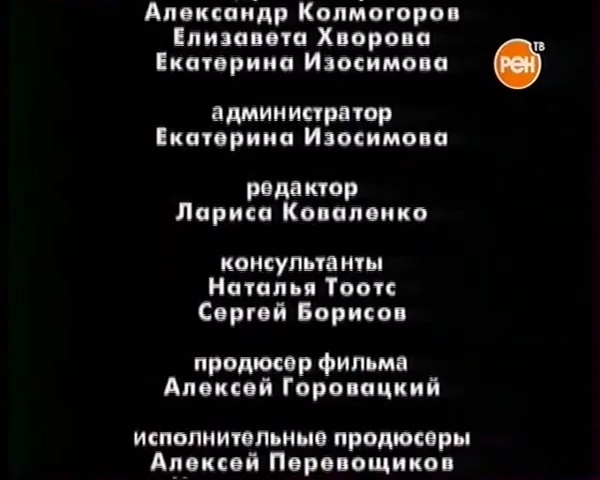 Александр Колмогоров
Елизавета Хворова
Екатерина Изосимова
РЕН ТВ
администратор
Екатерина Изосимова
редактор
Лариса Коваленко
консультанты
Наталья Тоотс
Сергей Борисов
продюсер фильма
Алексей Горовацкий
исполнительные продюсеры
Алексей Перевощиков